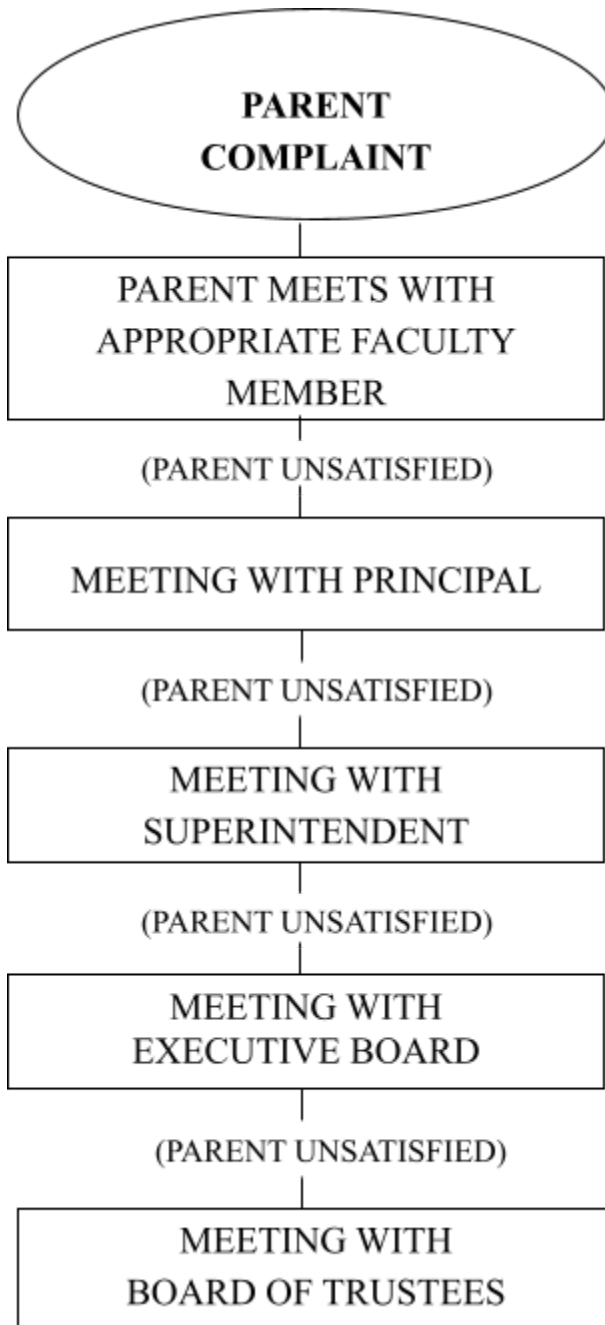 PARENT
COMPLAINT
PARENT MEETS WITH
APPROPRIATE FACULTY
MEMBER
(PARENT UNSATISFIED)
MEETING WITH PRINCIPAL
(PARENT UNSATISFIED)
MEETING WITH
SUPERINTENDENT
(PARENT UNSATISFIED)
MEETING WITH
EXECUTIVE BOARD
(PARENT UNSATISFIED)
MEETING WITH
BOARD OF TRUSTEES